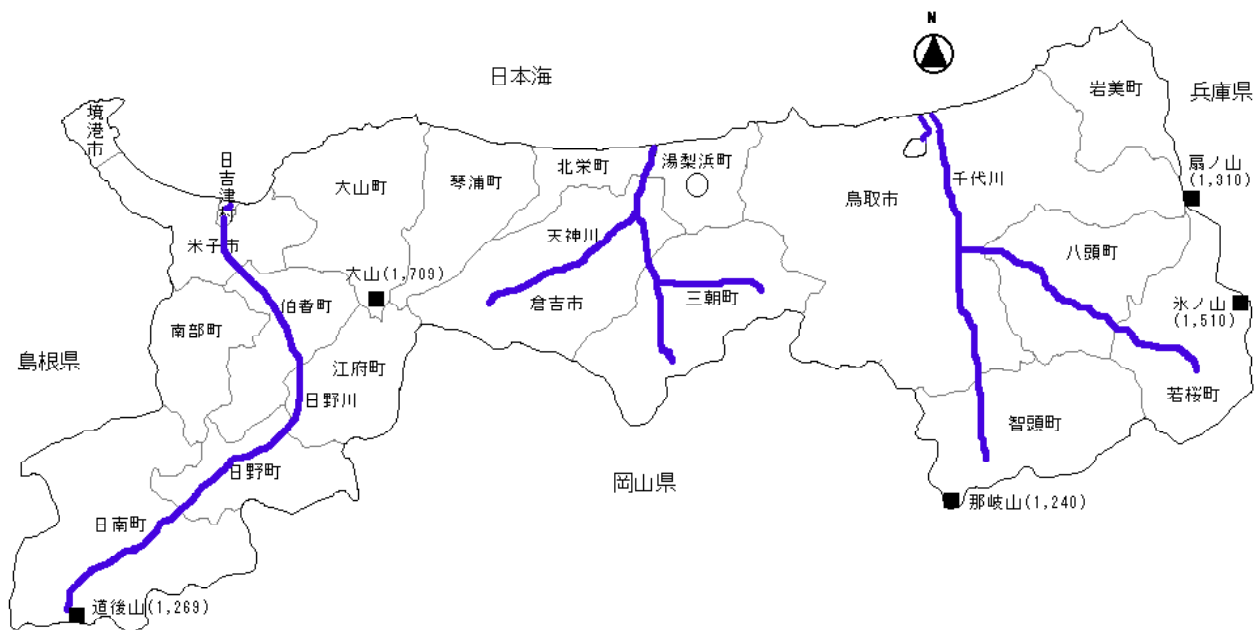 N
日本海
岩美町
兵庫県
境港市
日吉津村
大山町
琴浦町
北栄町
湯梨浜町
鳥取市
千代川
扇ノ山
(1,310)
米子市
天神川
八頭町
大山(1,709)
伯耆町
倉吉市
三朝町
氷ノ山
(1,510)
南部町
島根県
江府町
日野川
若桜町
智頭町
日野町
岡山県
那岐山(1,240)
日南町
道後山(1,269)